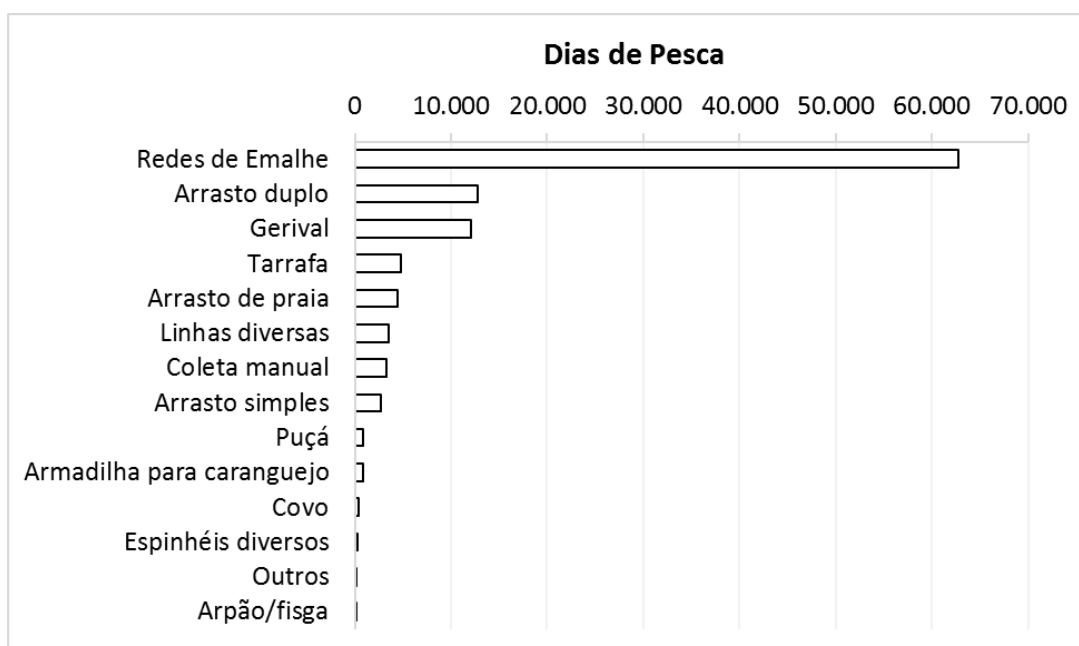 Dias de Pesca
0 10.000 20.000 30.000 40.000 50.000 60.000 70.000
Redes de Emalhe
Arrasto duplo
Gerival
Tarrafa
Arrasto de praia
Linhas diversas
Coleta manual
Arrasto simples
Puçá
Armadilha para caranguejo
Covo
Espinhéis diversos
Outros
Arpão/fisga